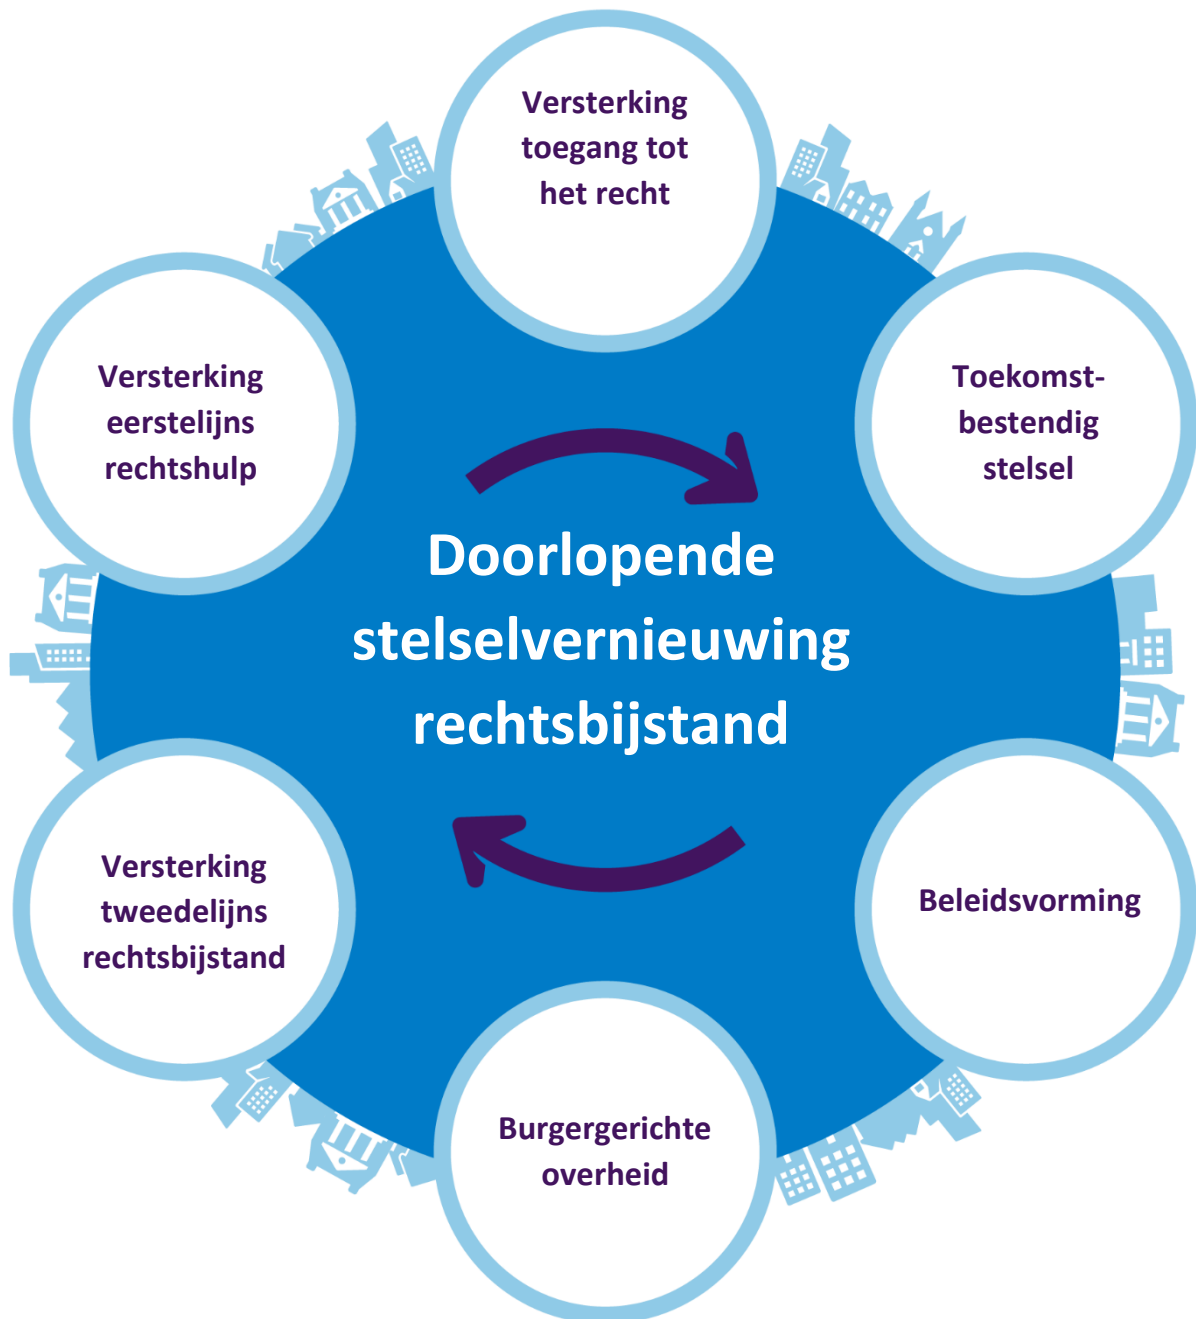 Versterking
toegang tot
het recht
Versterking
eerstelijns
rechtshulp
Toekomst-
bestendig
stelsel
Doorlopende
stelselvernieuwing
rechtsbijstand
Versterking
tweedelijns
rechtsbijstand
Beleidsvorming
Burgergerichte
overheid